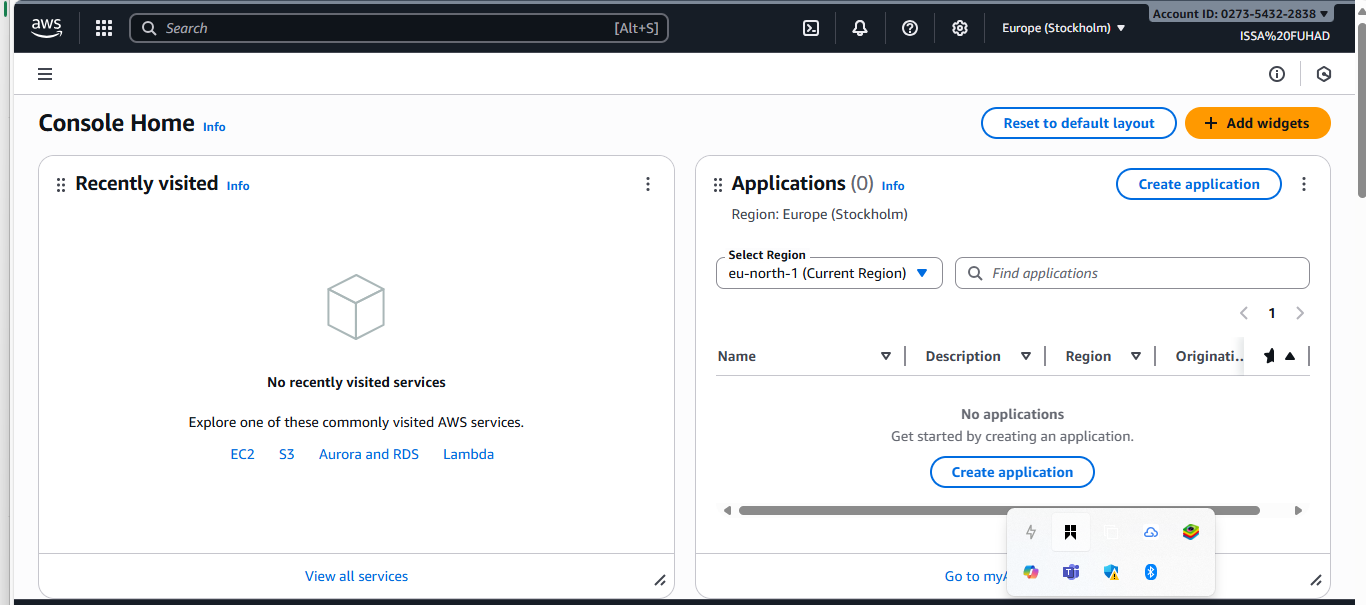 aws
Search [Alt+S]
Europe (Stockholm)
Account ID: 0273-5432-2838
ISSA%20FUHAD
Console Home Info
Reset to default layout
+ Add widgets
Recently visited Info
No recently visited services
Explore one of these commonly visited AWS services.
EC2 S3 Aurora and RDS Lambda
View all services
Applications (0) Info
Create application
Region: Europe (Stockholm)
Select Region
eu-north-1 (Current Region)
Find applications
1
Name Description Region Originati...
No applications
Get started by creating an application.
Create application
Go to myA